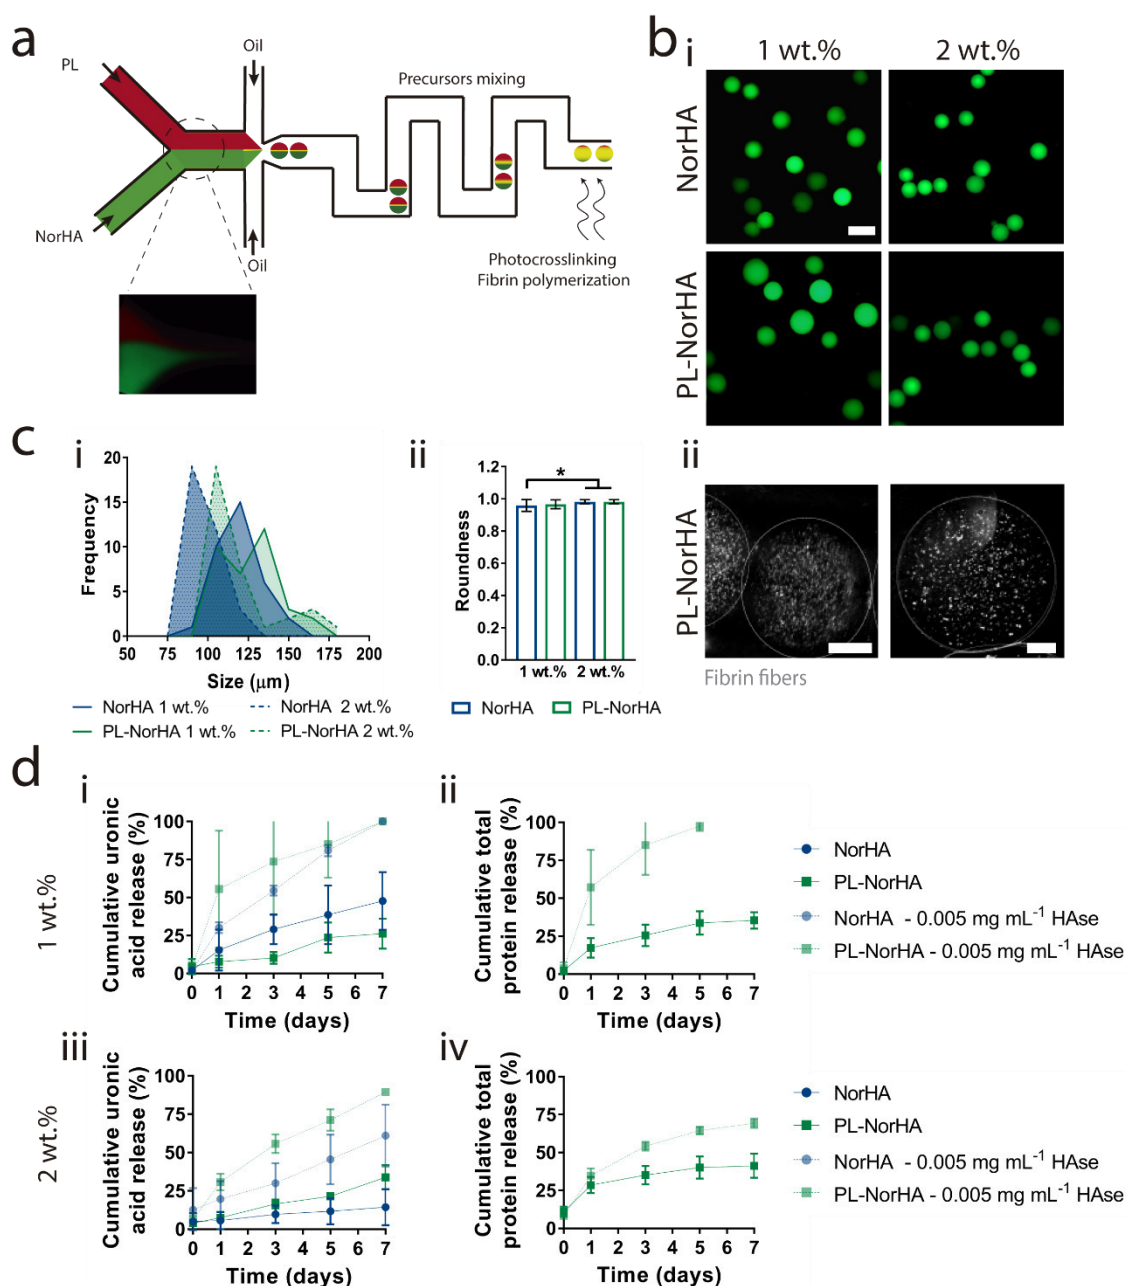 a
PL
Oil
Precursors mixing
NorHA
Oil
Photocrosslinking
Fibrin polymerization
b
i
1 wt.%
2 wt.%
NorHA
PL-NorHA
ii
PL-NorHA
Fibrin fibers
c
i
Frequency
20
15
10
5
0
50
75
100
125
150
175
200
Size (μm)
NorHA 1 wt.%
NorHA 2 wt.%
PL-NorHA 1 wt.%
PL-NorHA 2 wt.%
ii
Roundness
1.2
1.0
0.8
0.6
0.4
0.2
0.0
*
1 wt.%
2 wt.%
NorHA
PL-NorHA
d
1 wt.%
i
Cumulative uronic
acid release (%)
100
75
50
25
0
0 1 2 3 4 5 6 7
Time (days)
ii
Cumulative total
protein release (%)
100
75
50
25
0
0 1 2 3 4 5 6 7
Time (days)
NorHA
PL-NorHA
NorHA - 0.005 mg mL⁻¹ HAse
PL-NorHA - 0.005 mg mL⁻¹ HAse
2 wt.%
iii
Cumulative uronic
acid release (%)
100
75
50
25
0
0 1 2 3 4 5 6 7
Time (days)
iv
Cumulative total
protein release (%)
100
75
50
25
0
0 1 2 3 4 5 6 7
Time (days)
NorHA
PL-NorHA
NorHA - 0.005 mg mL⁻¹ HAse
PL-NorHA - 0.005 mg mL⁻¹ HAse